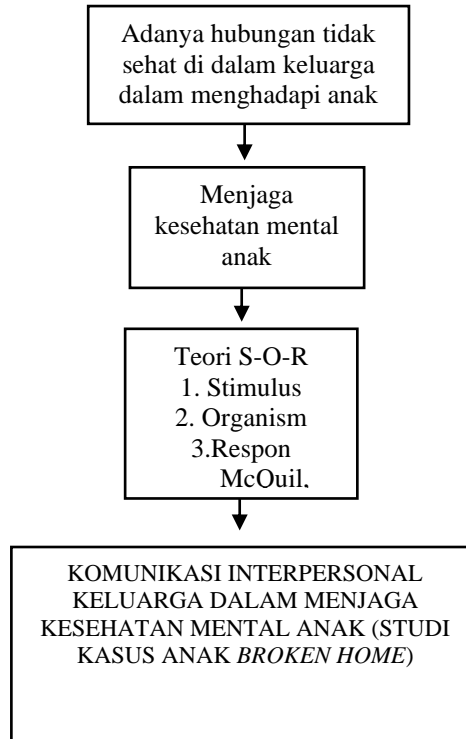 Adanya hubungan tidak
sehat di dalam keluarga
dalam menghadapi anak
Menjaga
kesehatan mental
anak
Teori S-O-R
1. Stimulus
2. Organism
3.Respon
McQuil,
KOMUNIKASI INTERPERSONAL
KELUARGA DALAM MENJAGA
KESEHATAN MENTAL ANAK (STUDI
KASUS ANAK BROKEN HOME)